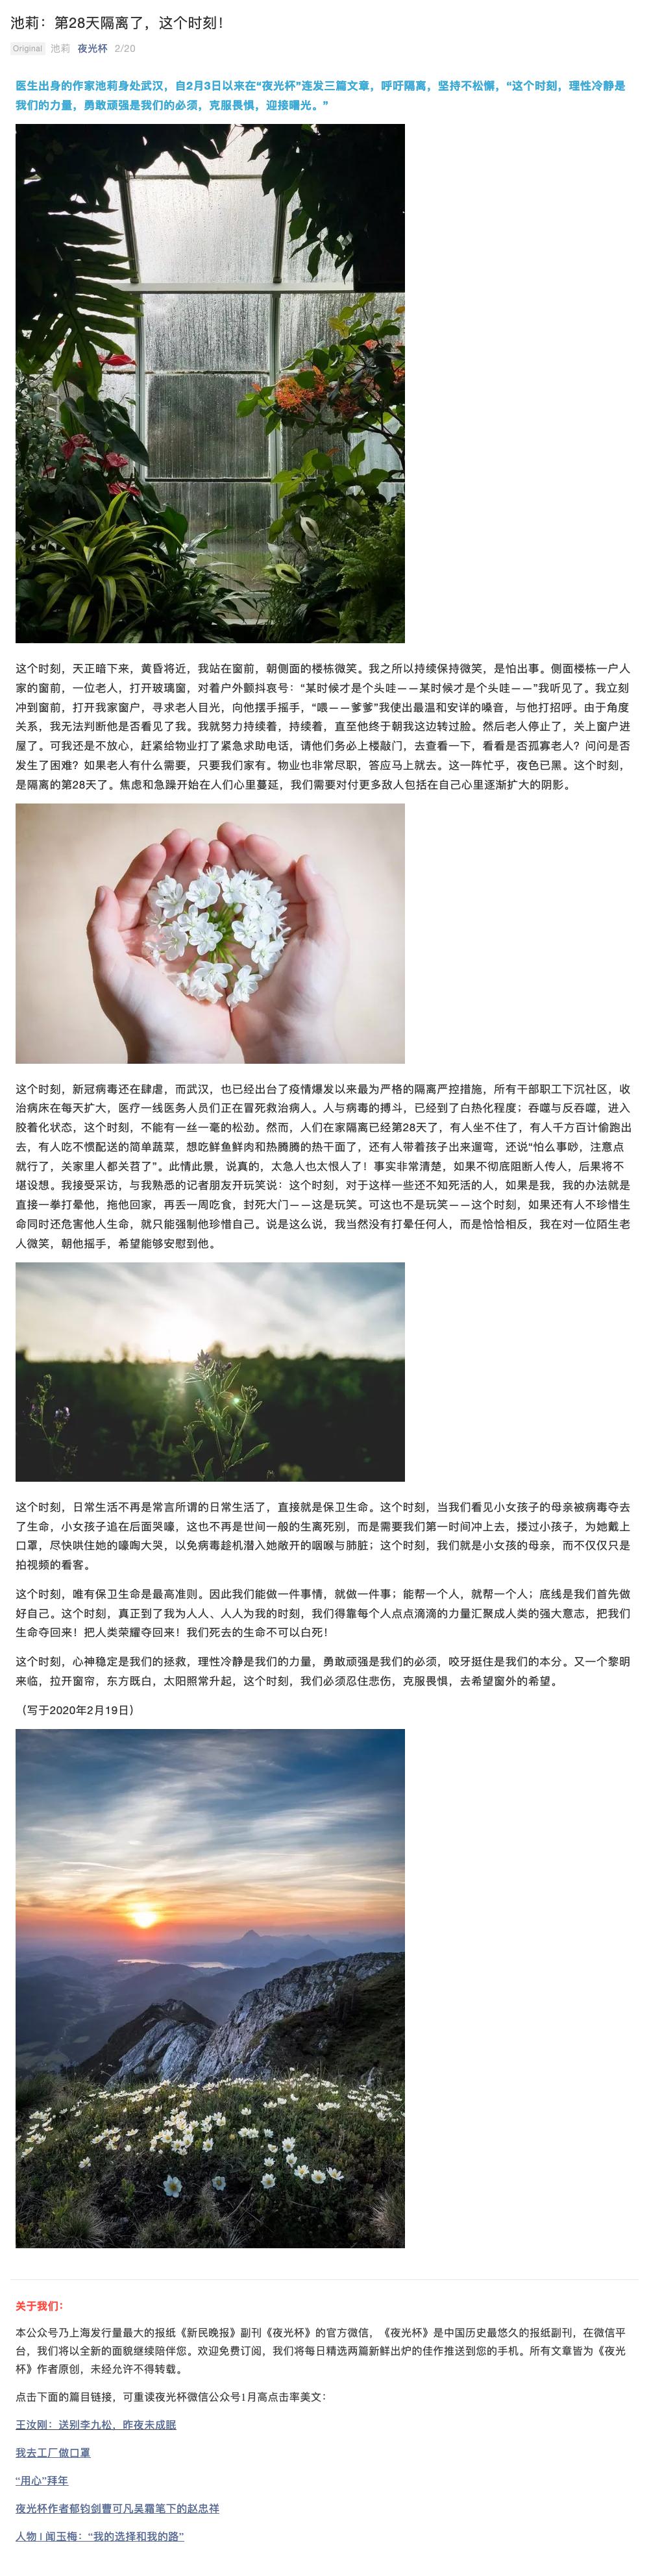 池莉：第28天隔离了，这个时刻！
Original 池莉 夜光杯 2/20
医生出身的作家池莉身处武汉，自2月3日以来在“夜光杯”连发三篇文章，呼吁隔离，坚持不松懈，“这个时刻，理性冷静是
我们的力量，勇敢顽强是我们的必须，克服畏惧，迎接曙光。”
这个时刻，天正暗下来，黄昏将近，我站在窗前，朝侧面的楼栋微笑。我之所以持续保持微笑，是怕出事。侧面楼栋一户人
家的窗前，一位老人，打开玻璃窗，对着户外颤抖哀号：“某时候才是个头哇——某时候才是个头哇——”我听见了。我立刻
冲到窗前，打开我家窗户，寻求老人目光，向他摆手摇手，“喂——爹爹”我使出最温和安详的嗓音，与他打招呼。由于角度
关系，我无法判断他是否看见了我。我就努力持续着，持续着，直至他终于朝我这边转过脸。然后老人停止了，关上窗户进
屋了。可我还是不放心，赶紧给物业打了紧急求助电话，请他们务必上楼敲门，去查看一下，看看是否孤寡老人？问问是否
发生了困难？如果老人有什么需要，只要我们家有。物业也非常尽职，答应马上就去。这一阵忙乎，夜色已黑。这个时刻，
是隔离的第28天了。焦虑和急躁开始在人们心里蔓延，我们需要对付更多敌人包括在自己心里逐渐扩大的阴影。
这个时刻，新冠病毒还在肆虐，而武汉，也已经出台了疫情爆发以来最为严格的隔离严控措施，所有干部职工下沉社区，收
治病床在每天扩大，医疗一线医务人员们正在冒死救治病人。人与病毒的搏斗，已经到了白热化程度；吞噬与反吞噬，进入
胶着化状态，这个时刻，不能有一丝一毫的松劲。然而，人们在家隔离已经第28天了，有人坐不住了，有人千方百计偷跑出
去，有人吃不惯配送的简单蔬菜，想吃鲜鱼鲜肉和热腾腾的热干面了，还有人带着孩子出来遛弯，还说“怕么事唦，注意点
就行了，关家里人都关苕了”。此情此景，说真的，太急人也太恨人了！事实非常清楚，如果不彻底阻断人传人，后果将不
堪设想。我接受采访，与我熟悉的记者朋友开玩笑说：这个时刻，对于这样一些还不知死活的人，如果是我，我的办法就是
直接一拳打晕他，拖他回家，再丢一周吃食，封死大门——这是玩笑。可这也不是玩笑——这个时刻，如果还有人不珍惜生
命同时还危害他人生命，就只能强制他珍惜自己。说是这么说，我当然没有打晕任何人，而是恰恰相反，我在对一位陌生老
人微笑，朝他摇手，希望能够安慰到他。
这个时刻，日常生活不再是常言所谓的日常生活了，直接就是保卫生命。这个时刻，当我们看见小女孩子的母亲被病毒夺去
了生命，小女孩子追在后面哭嚎，这也不再是世间一般的生离死别，而是需要我们第一时间冲上去，搂过小孩子，为她戴上
口罩，尽快哄住她的嚎啕大哭，以免病毒趁机潜入她敞开的咽喉与肺脏；这个时刻，我们就是小女孩的母亲，而不仅仅只是
拍视频的看客。
这个时刻，唯有保卫生命是最高准则。因此我们能做一件事情，就做一件事；能帮一个人，就帮一个人；底线是我们首先做
好自己。这个时刻，真正到了我为人人、人人为我的时刻，我们得靠每个人点点滴滴的力量汇聚成人类的强大意志，把我们
生命夺回来！把人类荣耀夺回来！我们死去的生命不可以白死！
这个时刻，心神稳定是我们的拯救，理性冷静是我们的力量，勇敢顽强是我们的必须，咬牙挺住是我们的本分。又一个黎明
来临，拉开窗帘，东方既白，太阳照常升起，这个时刻，我们必须忍住悲伤，克服畏惧，去希望窗外的希望。
（写于2020年2月19日）
关于我们：
本公众号乃上海发行量最大的报纸《新民晚报》副刊《夜光杯》的官方微信，《夜光杯》是中国历史最悠久的报纸副刊，在微信平
台，我们将以全新的面貌继续陪伴您。欢迎免费订阅，我们将每日精选两篇新鲜出炉的佳作推送到您的手机。所有文章皆为《夜光
杯》作者原创，未经允许不得转载。
点击下面的篇目链接，可重读夜光杯微信公众号1月高点击率美文：
王汝刚：送别李九松，昨夜未成眠
我去工厂做口罩
“用心”拜年
夜光杯作者郁钧剑曹可凡吴霜笔下的赵忠祥
人物 | 闻玉梅：“我的选择和我的路”